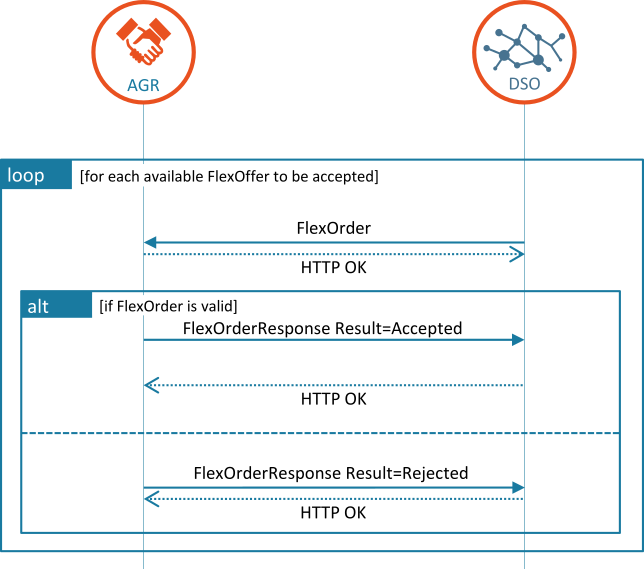 AGR
DSO
loop
[for each available FlexOffer to be accepted]
FlexOrder
HTTP OK
alt
[if FlexOrder is valid]
FlexOrderResponse Result=Accepted
HTTP OK
FlexOrderResponse Result=Rejected
HTTP OK